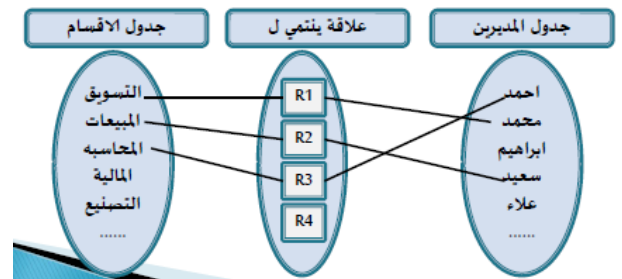 جدول المديرين
علاقة ينتمي ل
جدول الاقسام
احمد
محمد
ابراهيم
سعيد
علاء
......
R1
R2
R3
R4
التسويق
المبيعات
المحاسبه
المالية
التصنيع
......